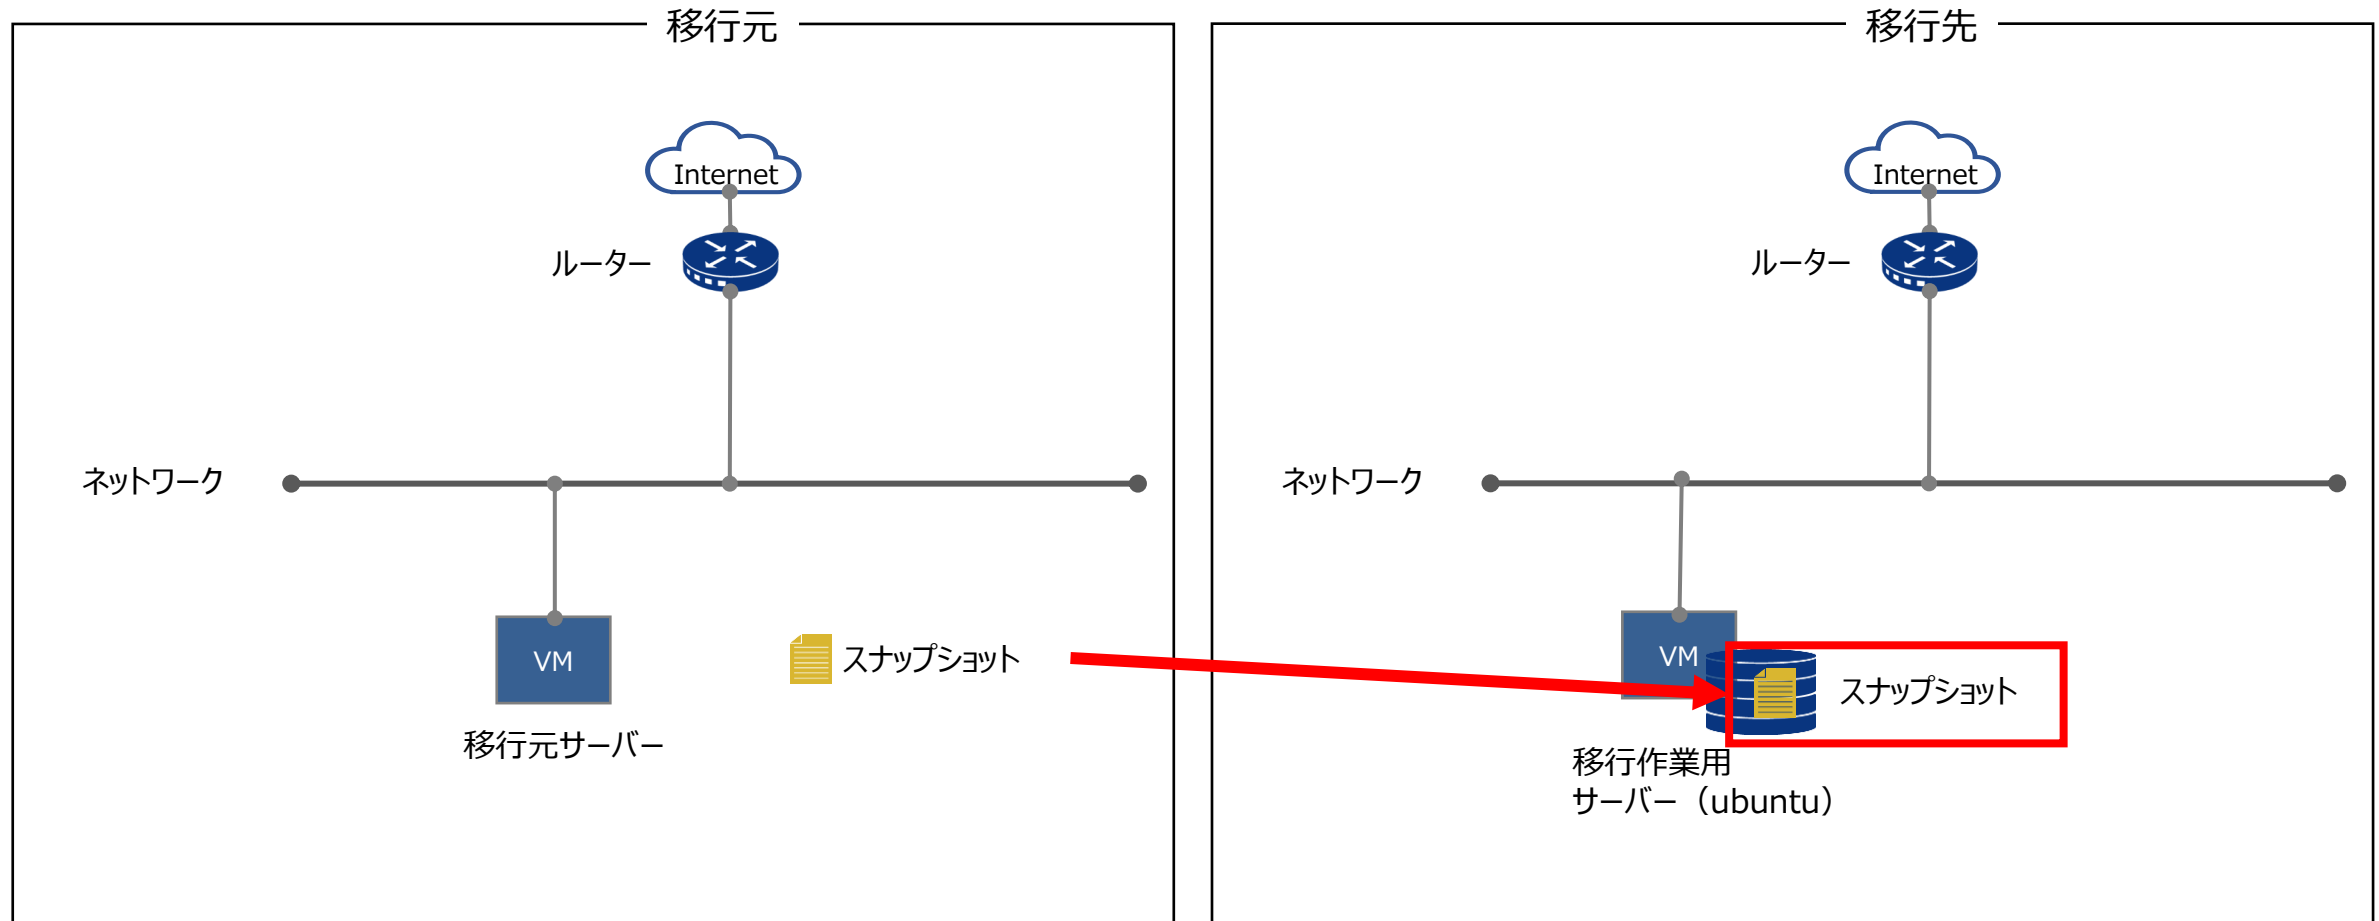 移行元
Internet
ルーター
ネットワーク
VM
スナップショット
移行元サーバー
移行先
Internet
ルーター
ネットワーク
VM
スナップショット
移行作業用
サーバー（ubuntu）